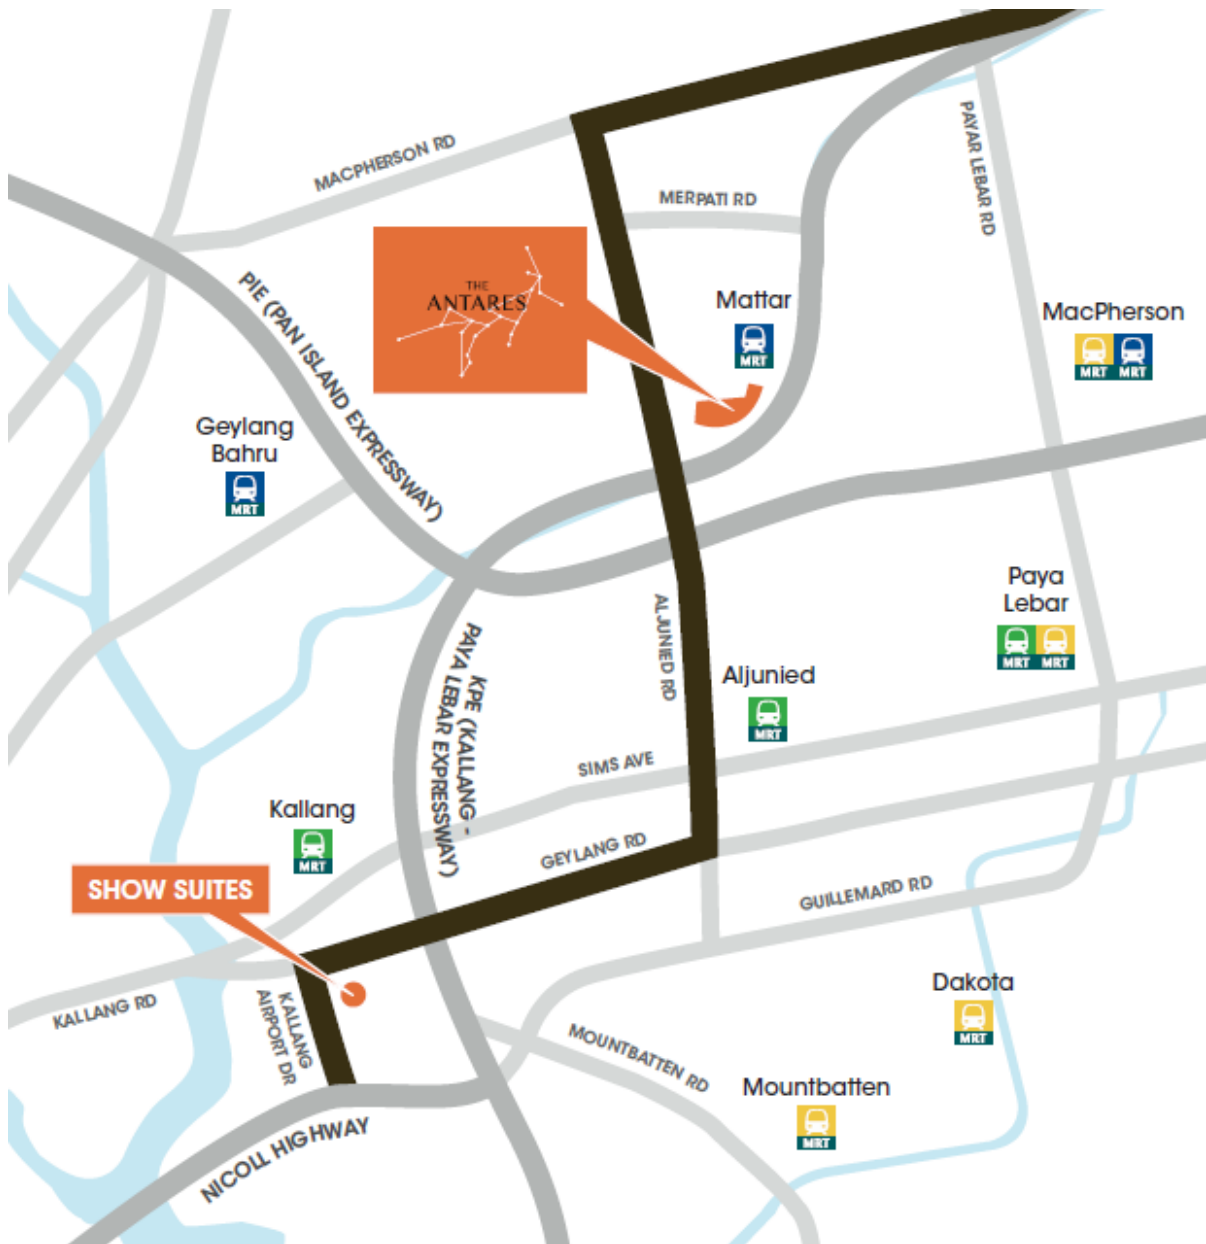 MACPHERSON RD
PAYAR LEBAR RD
MERPATI RD
THE
ANTARES
Mattar
MRT
MacPherson
MRT MRT
PIE (PAN ISLAND EXPRESSWAY)
Geylang
Bahru
MRT
Paya
Lebar
MRT MRT
ALJUNIED RD
KPE (KALLANG -
PAYA LEBAR EXPRESSWAY)
Aljunied
MRT
SIMS AVE
Kallang
MRT
GEYLANG RD
SHOW SUITES
GUILLEMARD RD
KALLANG RD
KALLANG
AIRPORT DR
Dakota
MRT
MOUNTBATTEN RD
Mountbatten
MRT
NICOLL HIGHWAY